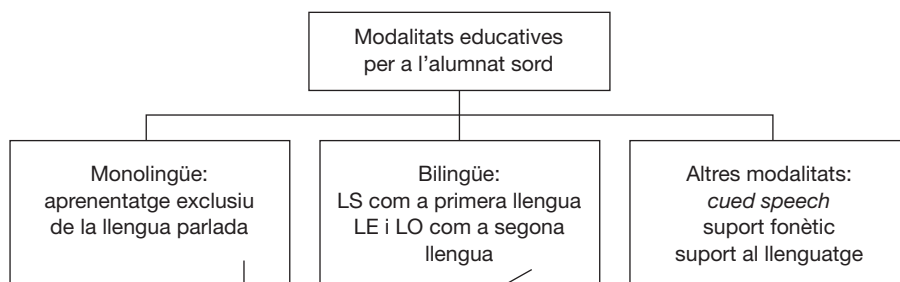 Modalitats educatives
per a l’alumnat sord
Monolingüe:
aprenentatge exclusiu
de la llengua parlada
Bilingüe:
LS com a primera llengua
LE i LO com a segona
llengua
Altres modalitats:
cued speech
suport fonètic
suport al llenguatge